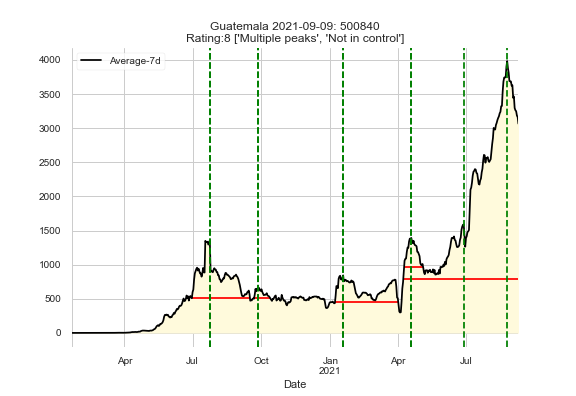 Guatemala 2021-09-09: 500840
Rating:8 ['Multiple peaks', 'Not in control']
Average-7d
4000
3500
3000
2500
2000
1500
1000
500
0
Apr Jul Oct Jan Apr Jul
2021
Date